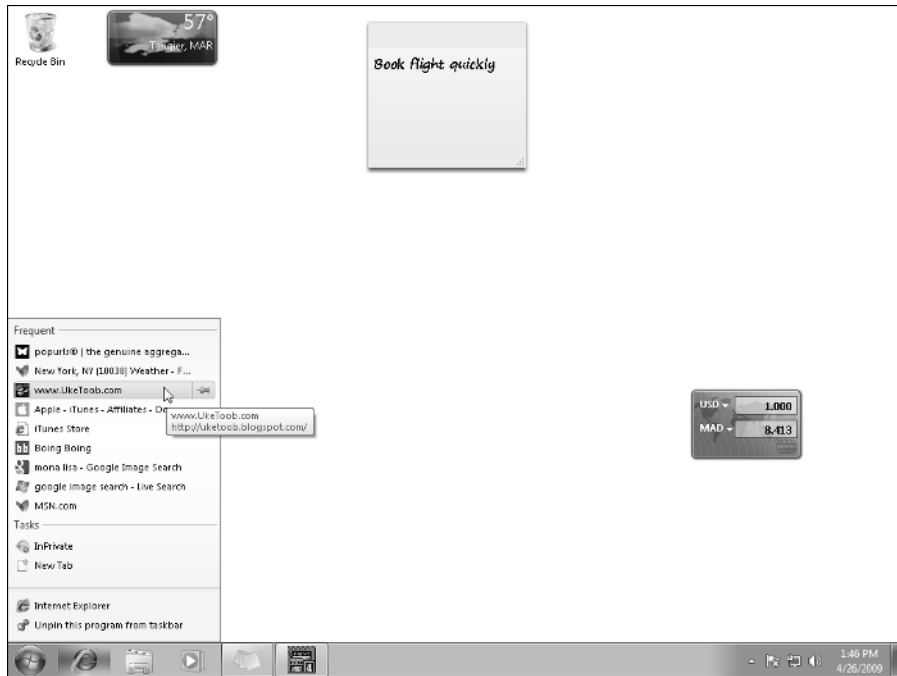 Recycle Bin
57°
Tangier, MAR
Book flight quickly
Frequent
popurls® | the genuine aggrega...
New York, NY (10038) Weather - F...
www.UkeToob.com
Apple - iTunes - Affiliates - Do
www.UkeToob.com
http://uketoob.blogspot.com/
iTunes Store
Boing Boing
mona lisa - Google Image Search
google image search - Live Search
MSN.com
Tasks
InPrivate
New Tab
Internet Explorer
Unpin this program from taskbar
USD 1.000
MAD 8.413
1:46 PM
4/26/2009